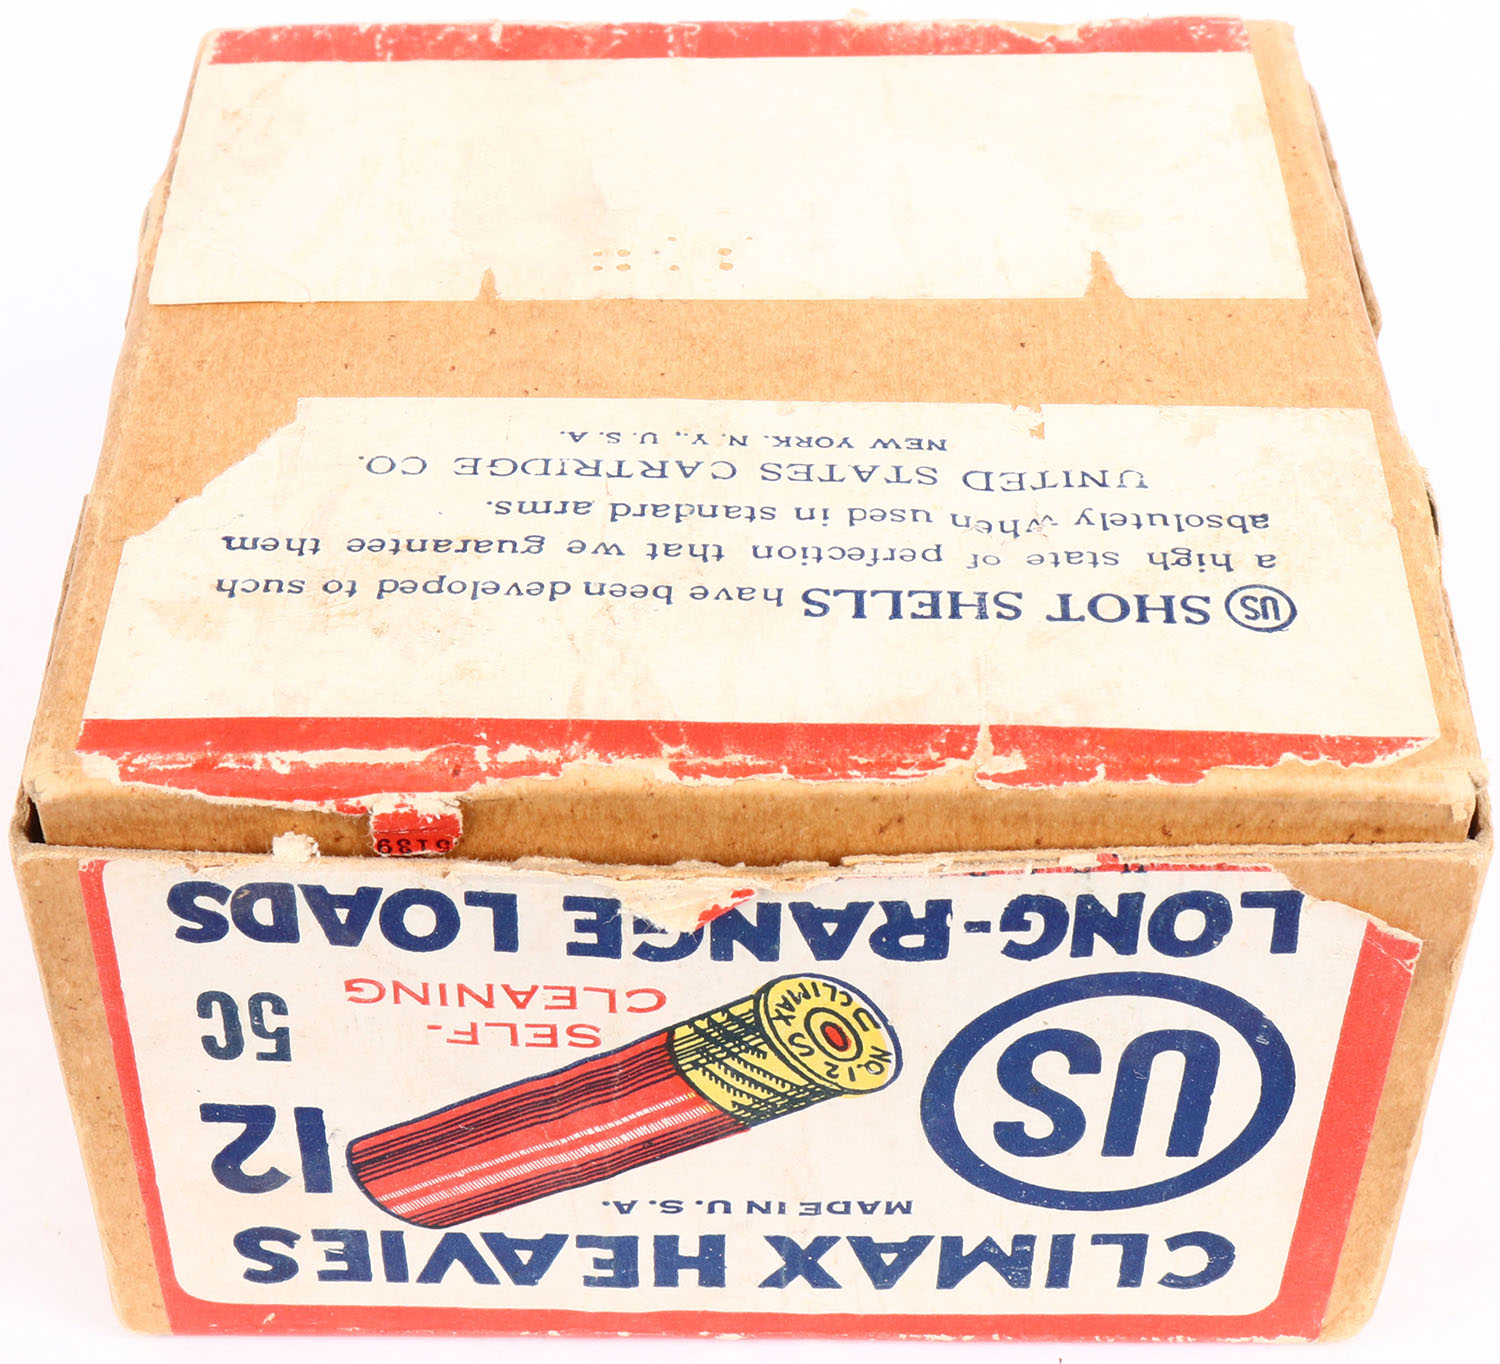 US SHOT SHELLS have been developed to such
a high state of perfection that we guarantee them
absolutely when used in standard arms.
UNITED STATES CARTRIDGE CO.
NEW YORK. N. Y., U. S. A.
CLIMAX HEAVIES
MADE IN U.S.A.
US
12
5C
SELF-
CLEANING
NO. 12
U S
CLIMAX
LONG-RANGE LOADS
5139